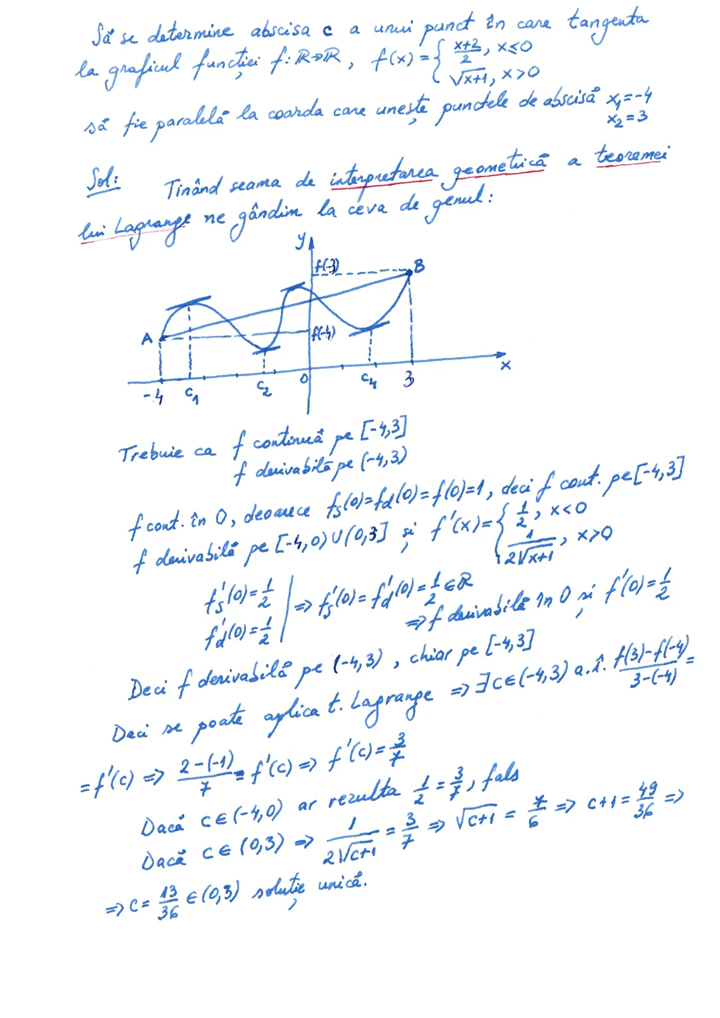 Să se determine abscisa c a unui punct în care tangenta
la graficul funcției f:ℝ→ℝ, f(x)={ (x+2)/2, x≤0
√(x+1), x>0
să fie paralelă la coarda care unește punctele de abscisă x₁=-4
x₂=3
Sol: Tinând seama de interpretarea geometrică a teoremei
lui Lagrange ne gândim la ceva de genul:
y
f(-3)
B
A
f(-4)
-4 c₁ c₂ 0 c₄ 3 x
Trebuie ca f continuă pe [-4,3]
f derivabilă pe (-4,3)
f cont. în 0, deoarece fs(0)=fd(0)=f(0)=1, deci f cont. pe [-4,3]
f derivabilă pe [-4,0)∪(0,3] și f'(x)={ 1/2, x<0
1/(2√(x+1)), x>0
fs'(0)=1/2
fd'(0)=1/2 | ⇒ fs'(0)=fd'(0)=1/2∈ℝ
⇒ f derivabilă în 0 și f'(0)=1/2
Deci f derivabilă pe (-4,3), chiar pe [-4,3]
Deci se poate aplica t. Lagrange ⇒ ∃c∈(-4,3) a.î. (f(3)-f(-4))/(3-(-4)) =
=f'(c) ⇒ (2-(-1))/7 = f'(c) ⇒ f'(c)=3/7
Dacă c∈(-4,0) ar rezulta 1/2=3/7, fals
Dacă c∈(0,3) ⇒ 1/(2√(c+1)) = 3/7 ⇒ √(c+1) = 7/6 ⇒ c+1=49/36 ⇒
⇒ c=13/36 ∈(0,3) soluție unică.